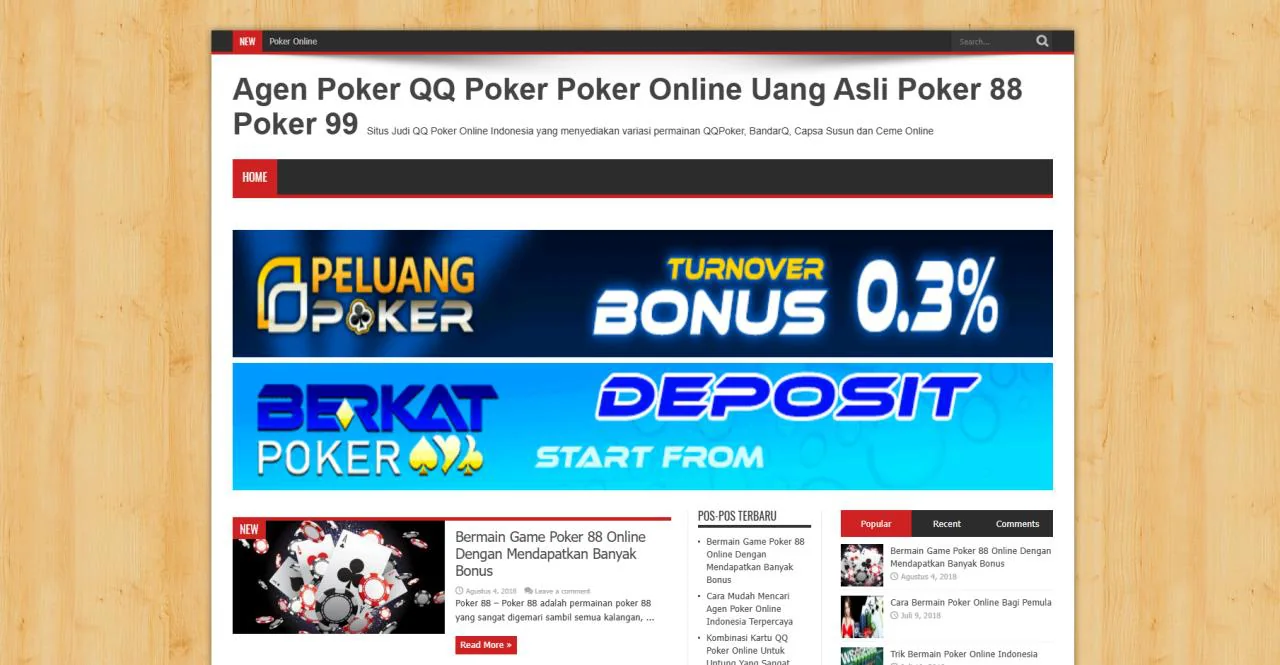 NEW Poker Online Search...
Agen Poker QQ Poker Poker Online Uang Asli Poker 88
Poker 99 Situs Judi QQ Poker Online Indonesia yang menyediakan variasi permainan QQPoker, BandarQ, Capsa Susun dan Ceme Online
HOME
PELUANG
POKER
TURNOVER
BONUS 0.3%
BERKAT
POKER
DEPOSIT
START FROM
NEW
Bermain Game Poker 88 Online
Dengan Mendapatkan Banyak
Bonus
Agustus 4, 2018 Leave a comment
Poker 88 – Poker 88 adalah permainan poker 88
yang sangat digemari sambil semua kalangan, ...
Read More »
POS-POS TERBARU
Bermain Game Poker 88
Online Dengan
Mendapatkan Banyak
Bonus
Cara Mudah Mencari
Agen Poker Online
Indonesia Terpercaya
Kombinasi Kartu QQ
Poker Online Untuk
Untung Yang Sangat
Popular Recent Comments
Bermain Game Poker 88 Online Dengan
Mendapatkan Banyak Bonus
Agustus 4, 2018
Cara Bermain Poker Online Bagi Pemula
Juli 9, 2018
Trik Bermain Poker Online Indonesia